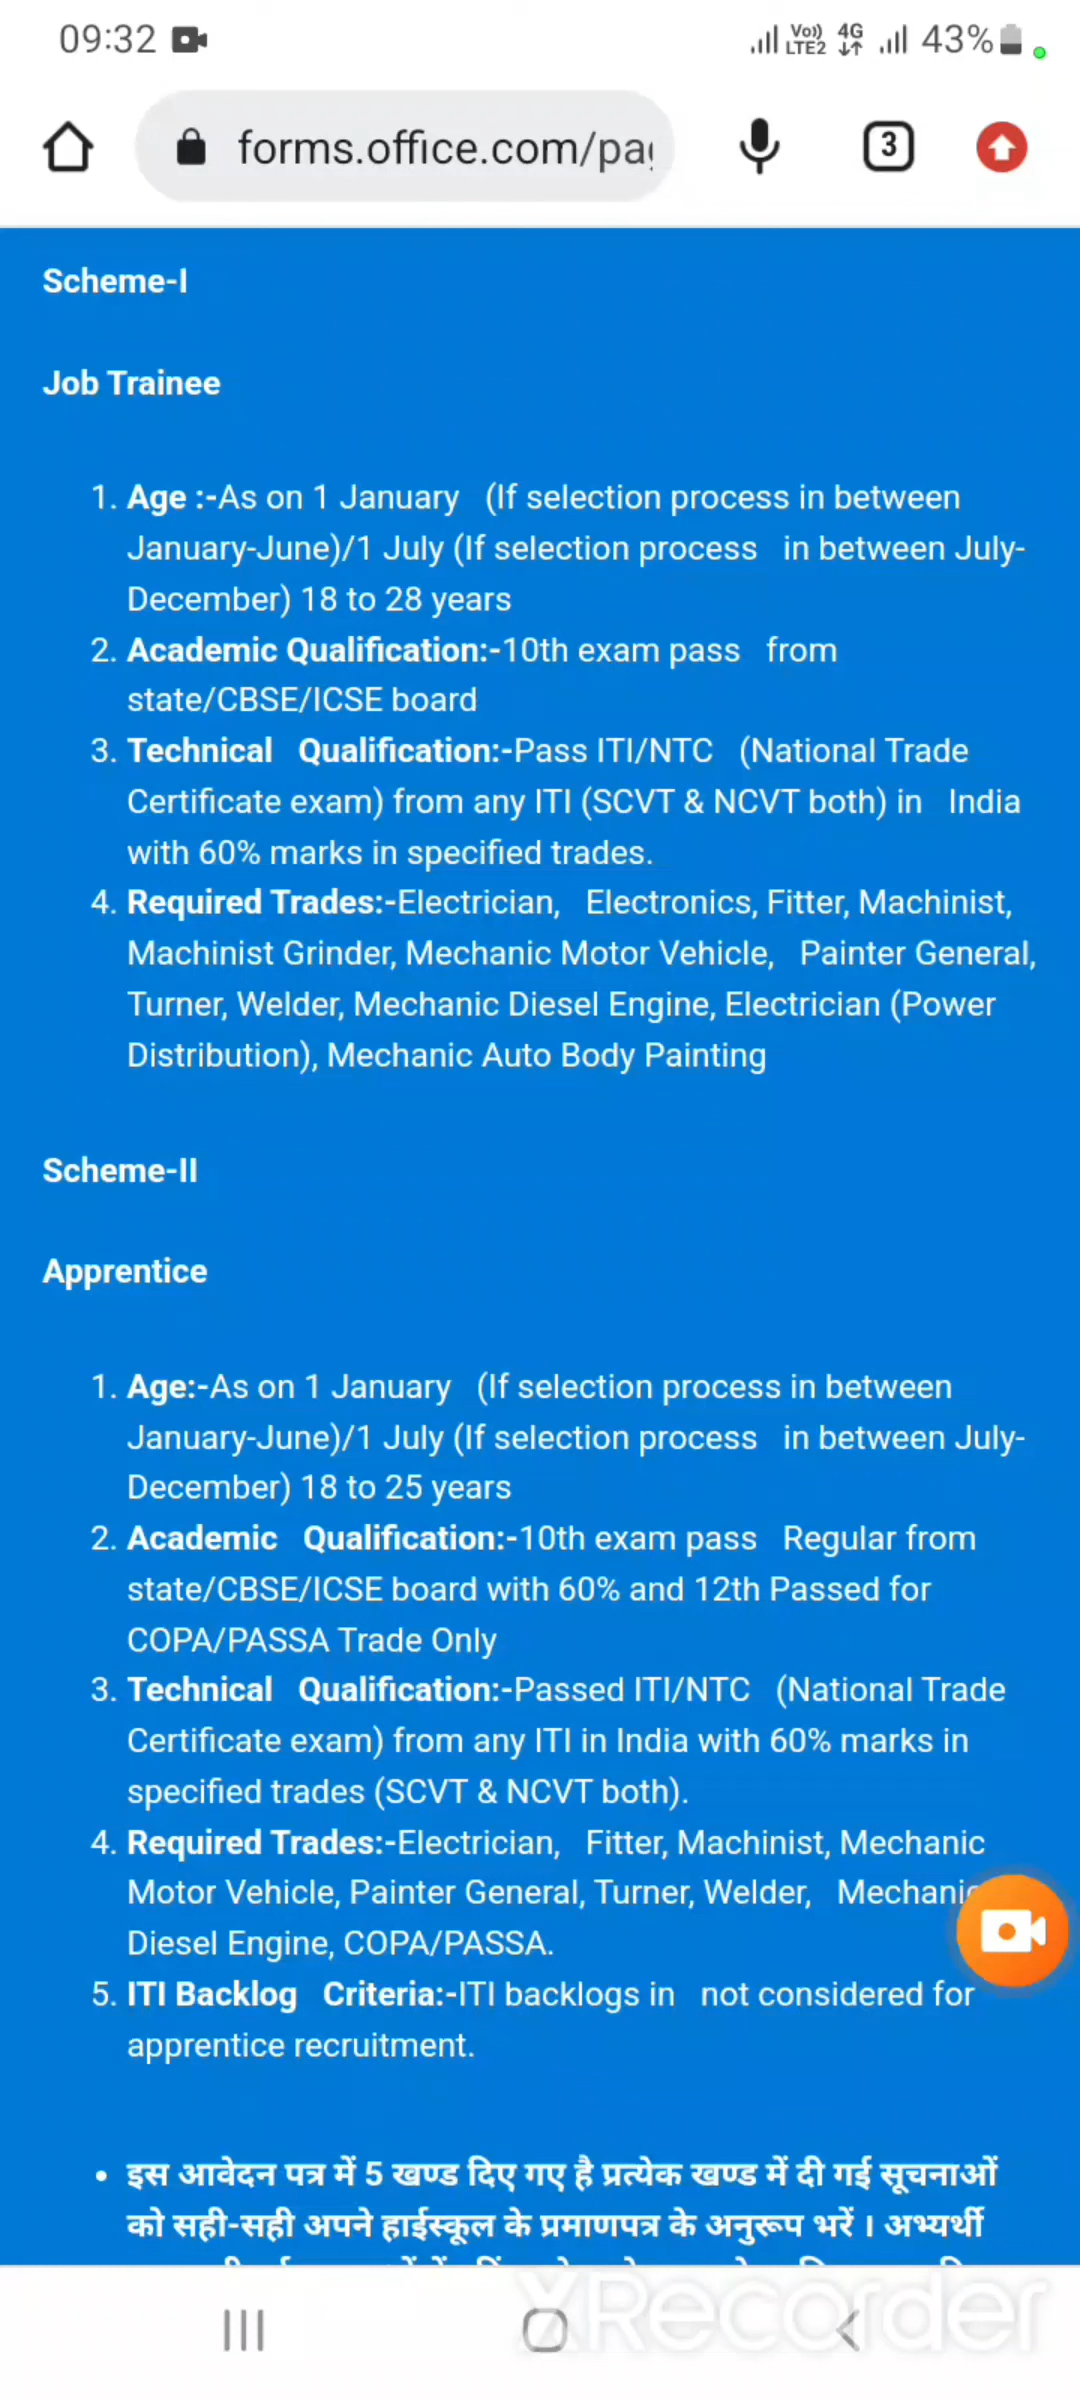 09:32
Vo)) LTE2 4G 43%
forms.office.com/pa
3
Scheme-I
Job Trainee
1. Age :-As on 1 January (If selection process in between
January-June)/1 July (If selection process in between July-
December) 18 to 28 years
2. Academic Qualification:-10th exam pass from
state/CBSE/ICSE board
3. Technical Qualification:-Pass ITI/NTC (National Trade
Certificate exam) from any ITI (SCVT & NCVT both) in India
with 60% marks in specified trades.
4. Required Trades:-Electrician, Electronics, Fitter, Machinist,
Machinist Grinder, Mechanic Motor Vehicle, Painter General,
Turner, Welder, Mechanic Diesel Engine, Electrician (Power
Distribution), Mechanic Auto Body Painting
Scheme-II
Apprentice
1. Age:-As on 1 January (If selection process in between
January-June)/1 July (If selection process in between July-
December) 18 to 25 years
2. Academic Qualification:-10th exam pass Regular from
state/CBSE/ICSE board with 60% and 12th Passed for
COPA/PASSA Trade Only
3. Technical Qualification:-Passed ITI/NTC (National Trade
Certificate exam) from any ITI in India with 60% marks in
specified trades (SCVT & NCVT both).
4. Required Trades:-Electrician, Fitter, Machinist, Mechanic
Motor Vehicle, Painter General, Turner, Welder, Mechanic
Diesel Engine, COPA/PASSA.
5. ITI Backlog Criteria:-ITI backlogs in not considered for
apprentice recruitment.
• इस आवेदन पत्र में 5 खण्ड दिए गए है प्रत्येक खण्ड में दी गई सूचनाओं
को सही-सही अपने हाईस्कूल के प्रमाणपत्र के अनुरूप भरें । अभ्यर्थी
XRecorder